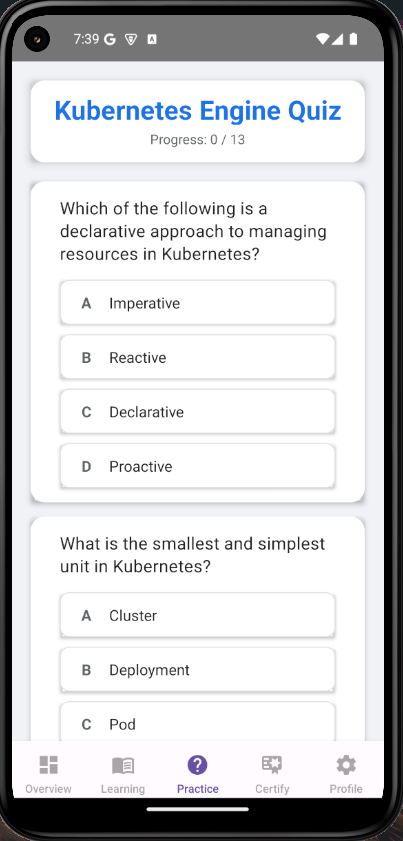 7:39
Kubernetes Engine Quiz
Progress: 0 / 13
Which of the following is a
declarative approach to managing
resources in Kubernetes?
A Imperative
B Reactive
C Declarative
D Proactive
What is the smallest and simplest
unit in Kubernetes?
A Cluster
B Deployment
C Pod
Overview Learning Practice Certify Profile